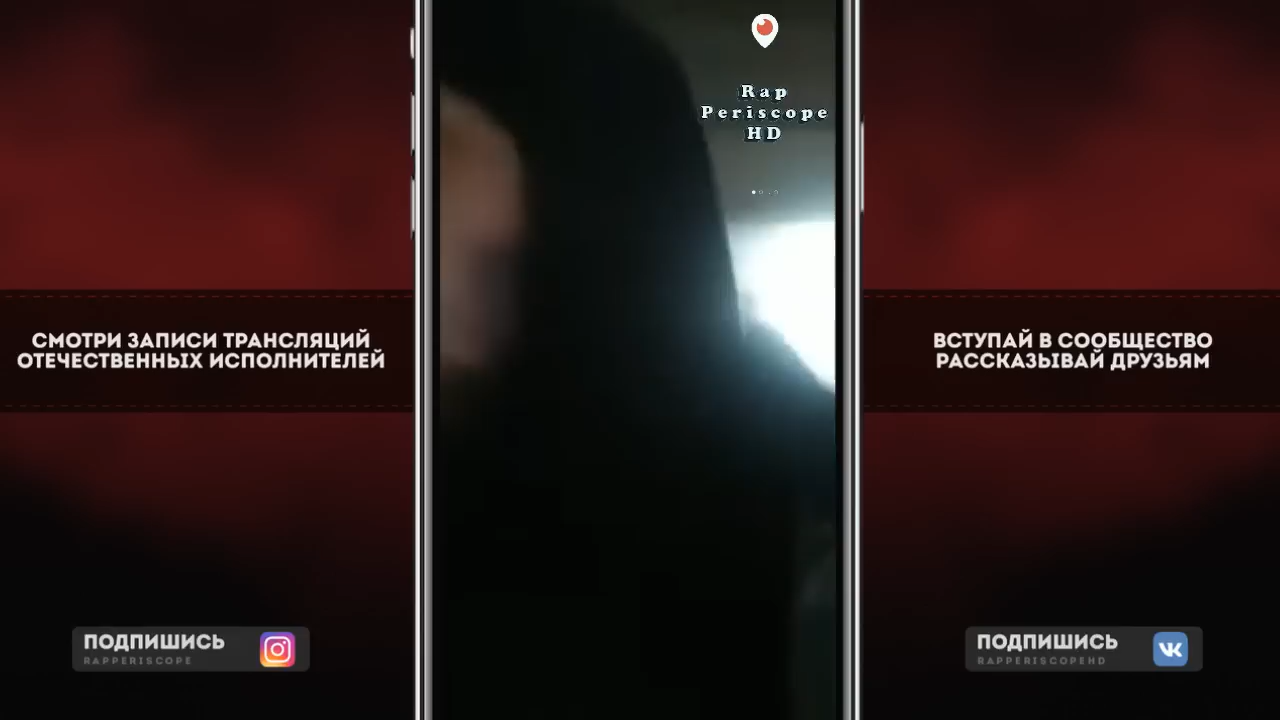 Rap
Periscope
HD
СМОТРИ ЗАПИСИ ТРАНСЛЯЦИЙ
ОТЕЧЕСТВЕННЫХ ИСПОЛНИТЕЛЕЙ
ВСТУПАЙ В СООБЩЕСТВО
РАССКАЗЫВАЙ ДРУЗЬЯМ
ПОДПИШИСЬ
RAPPERISCOPE
ПОДПИШИСЬ
RAPPERISCOPEHD